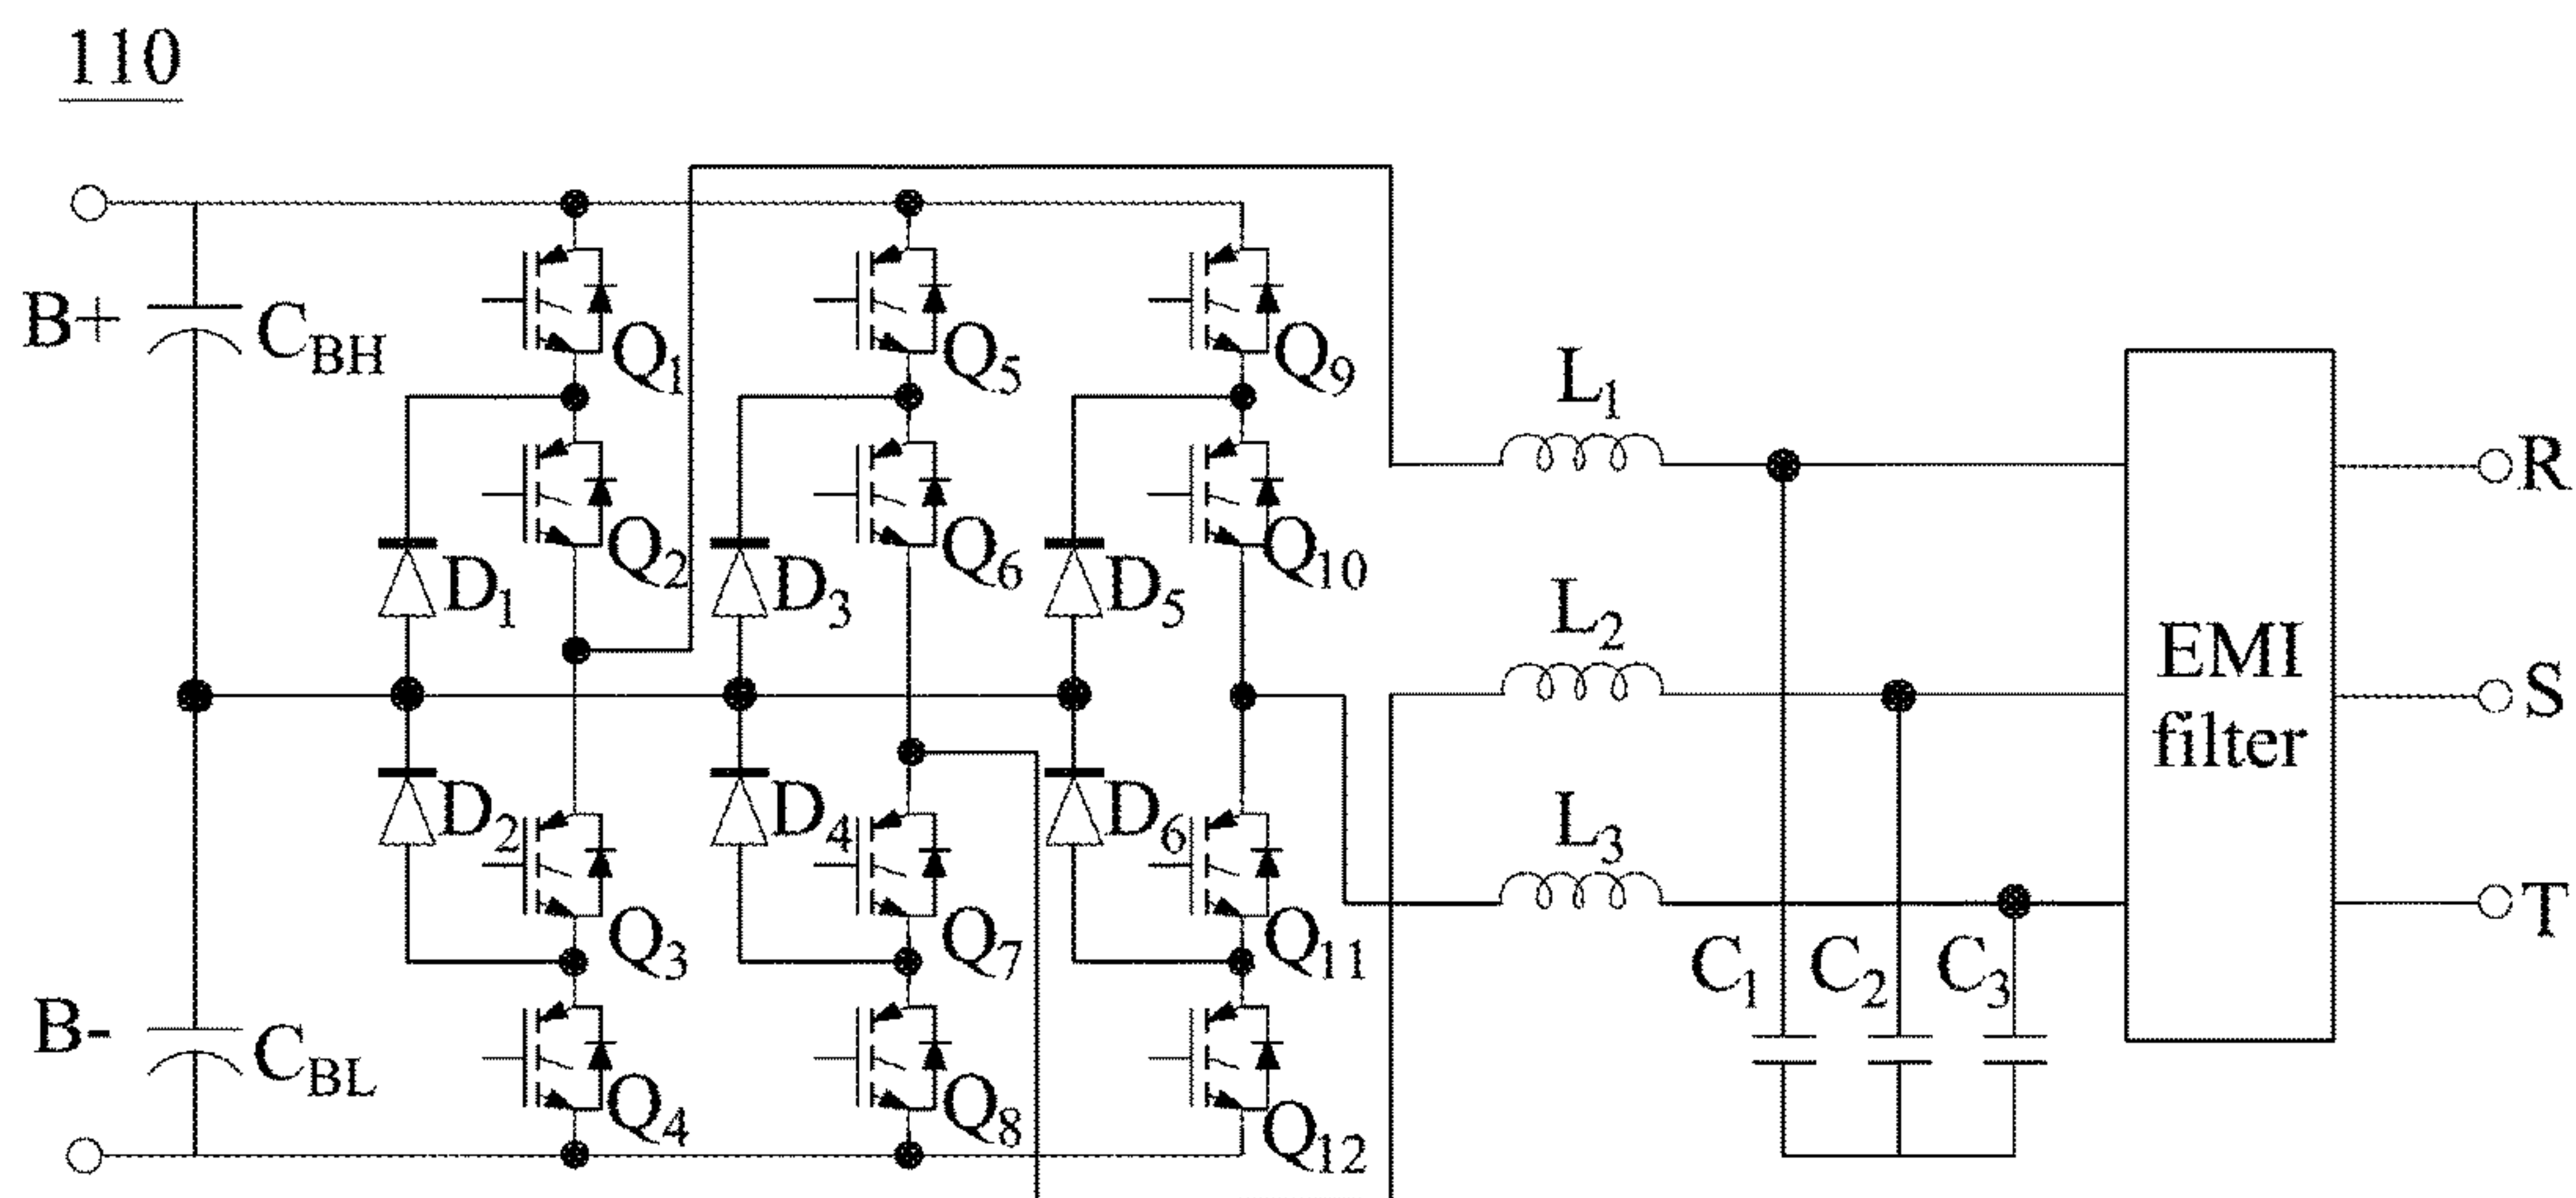 110
B+
C_BH
Q1
Q5
Q9
L1
R
Q2
Q6
Q10
D1
D3
D5
L2
S
EMI
filter
D2
D4
D6
L3
T
Q3
Q7
Q11
C1
C2
C3
B-
C_BL
Q4
Q8
Q12